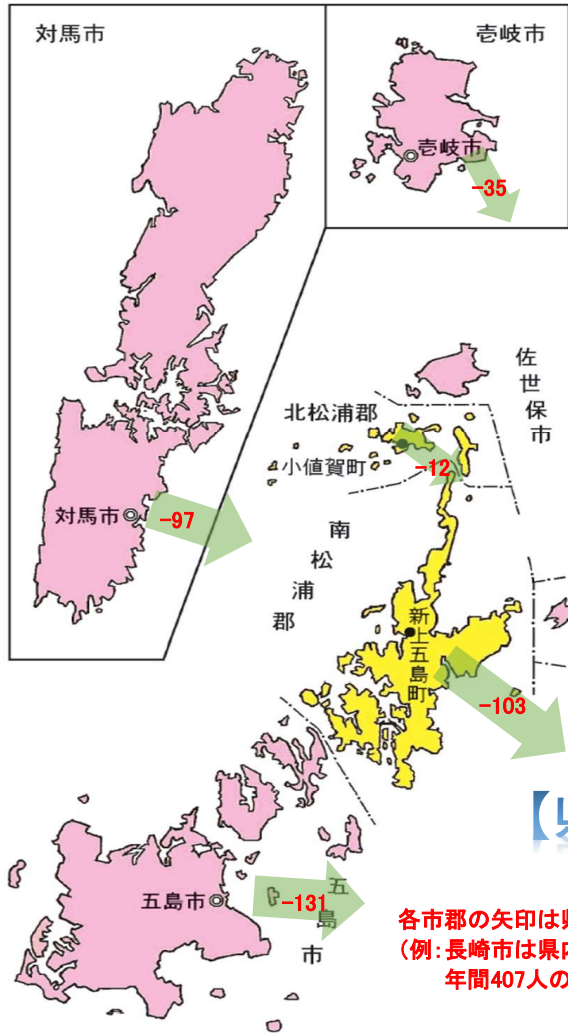 対馬市
壱岐市
壱岐市
-35
佐世保市
北松浦郡
小値賀町
-12
対馬市
-97
南松浦郡
新上五島町
-103
五島市
-131
五島市
【
各市郡の矢印は県
(例:長崎市は県内
年間407人の